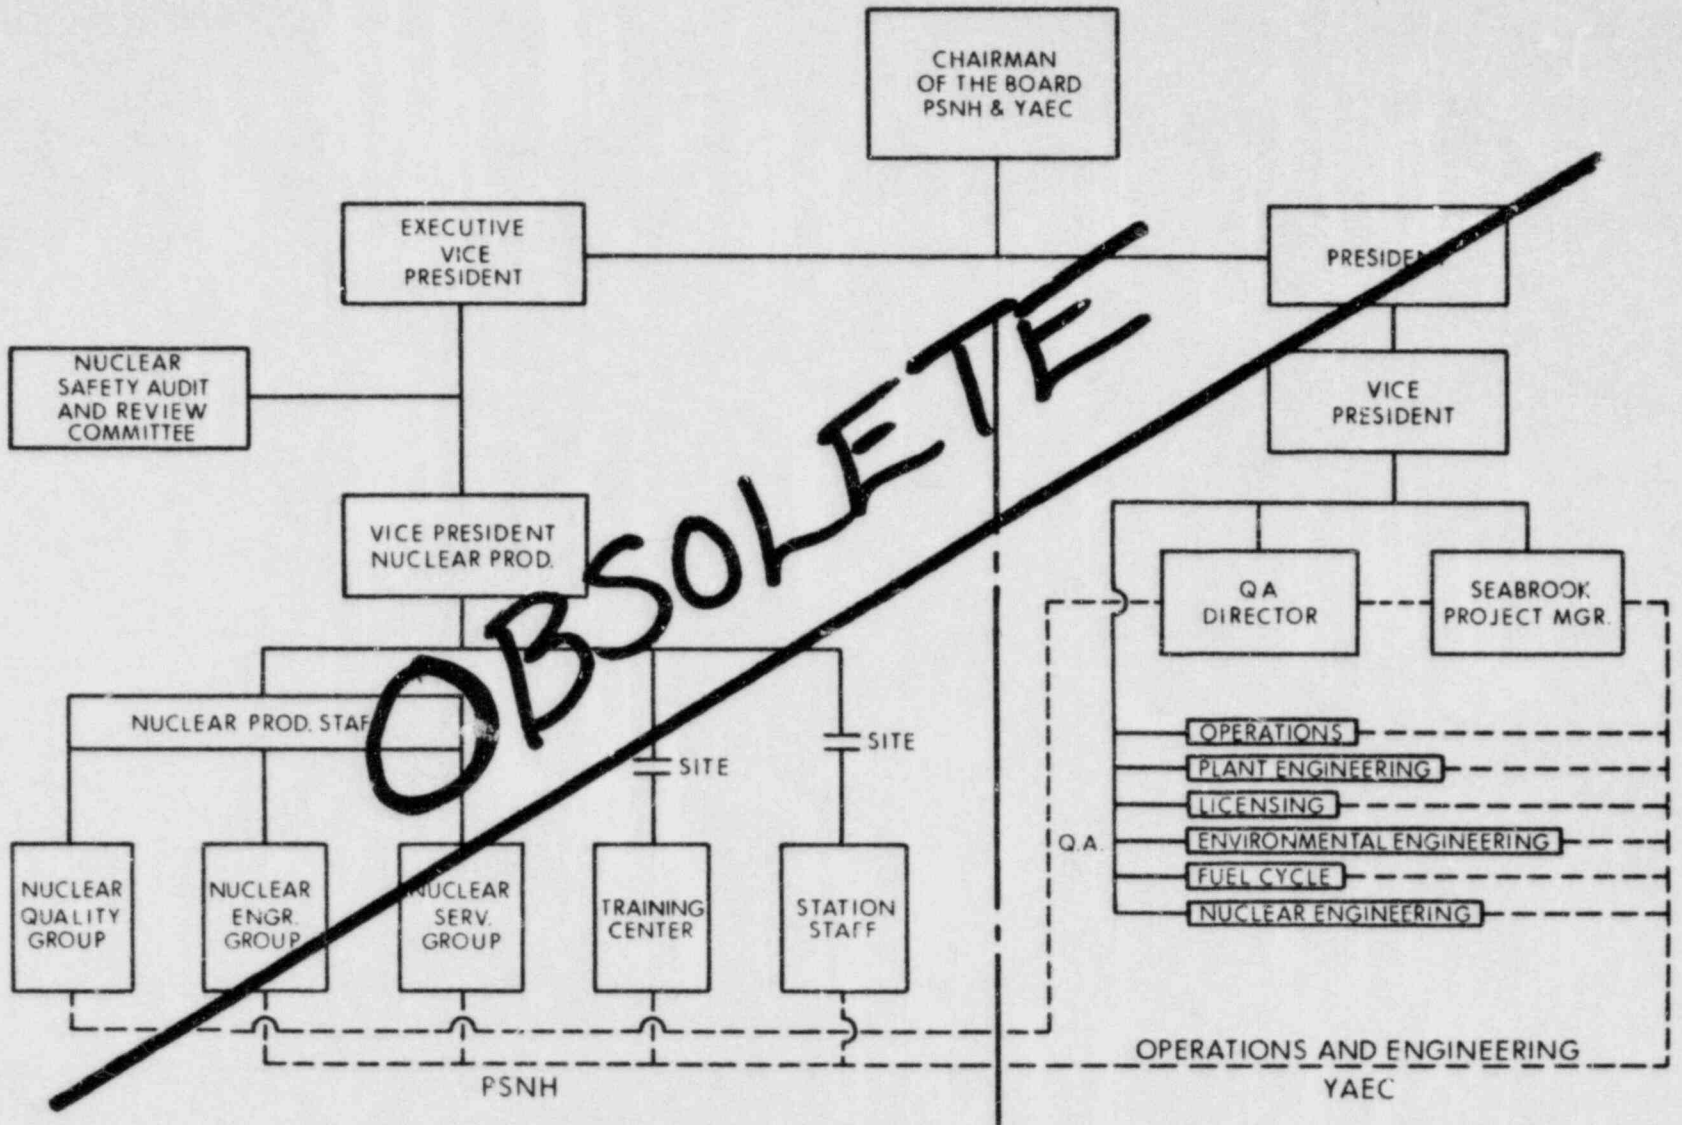 CHAIRMAN
OF THE BOARD
PSNH & YAEC
EXECUTIVE
VICE
PRESIDENT
PRESIDENT
NUCLEAR
SAFETY AUDIT
AND REVIEW
COMMITTEE
VICE
PRESIDENT
VICE PRESIDENT
NUCLEAR PROD.
OBSOLETE
QA
DIRECTOR
SEABROOK
PROJECT MGR.
NUCLEAR PROD. STAF
SITE
SITE
OPERATIONS
PLANT ENGINEERING
LICENSING
Q.A.
ENVIRONMENTAL ENGINEERING
FUEL CYCLE
NUCLEAR ENGINEERING
NUCLEAR
QUALITY
GROUP
NUCLEAR
ENGR.
GROUP
NUCLEAR
SERV.
GROUP
TRAINING
CENTER
STATION
STAFF
OPERATIONS AND ENGINEERING
PSNH
YAEC